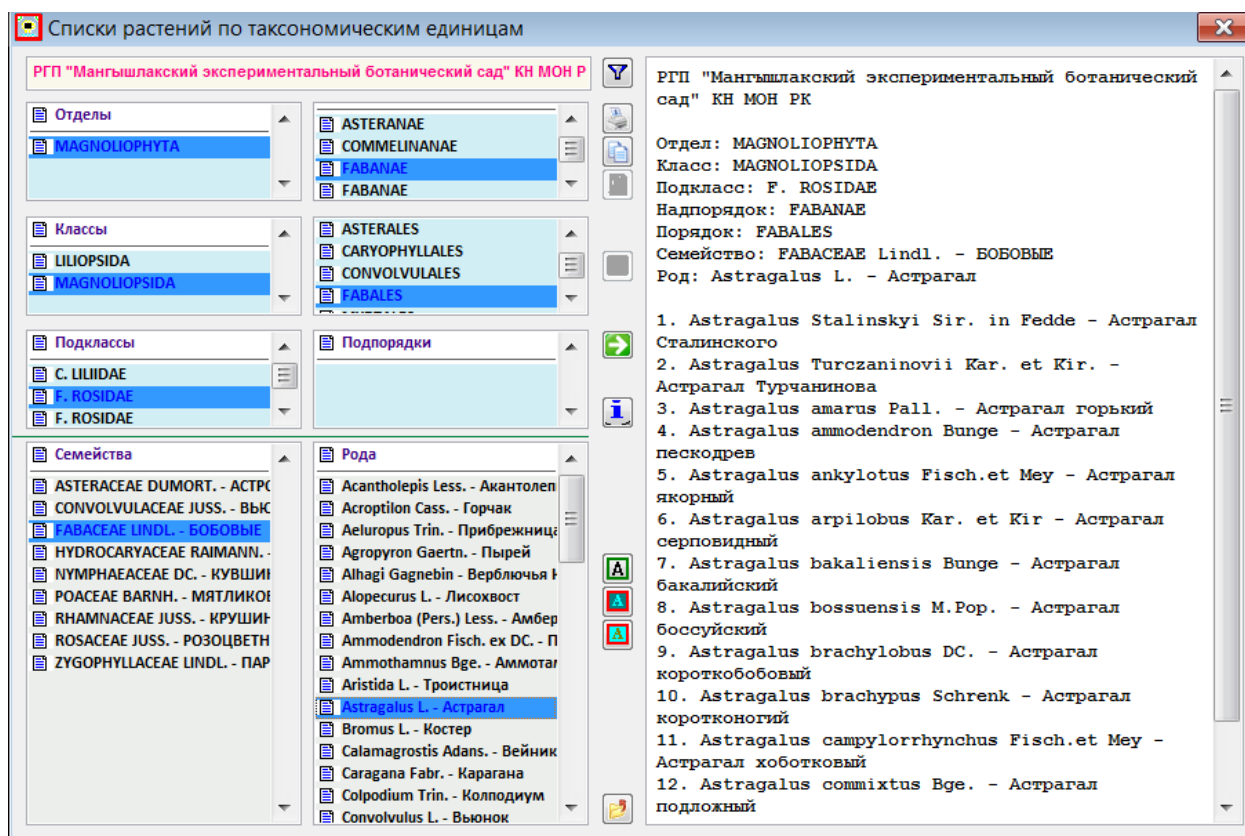 Списки растений по таксономическим единицам
РГП "Мангышлакский экспериментальный ботанический сад" КН МОН Р
Отделы
MAGNOLIOPHYTA
ASTERANAE
COMMELINANAE
FABANAE
FABANAE
Классы
LILIOPSIDA
MAGNOLIOPSIDA
ASTERALES
CARYOPHYLLALES
CONVOLVULALES
FABALES
Подклассы
C. LILIIDAE
F. ROSIDAE
F. ROSIDAE
Подпорядки
Семейства
ASTERACEAE DUMORT. - АСТРО
CONVOLVULACEAE JUSS. - ВЬЮ
FABACEAE LINDL. - БОБОВЫЕ
HYDROCARYACEAE RAIMANN. -
NYMPHAEACEAE DC. - КУВШИН
POACEAE BARNH. - МЯТЛИКОВ
RHAMNACEAE JUSS. - КРУШИН
ROSACEAE JUSS. - РОЗОЦВЕТН
ZYGOPHYLLACEAE LINDL. - ПАР
Рода
Acantholepis Less. - Акантолеп
Acroptilon Cass. - Горчак
Aeluropus Trin. - Прибрежница
Agropyron Gaertn. - Пырей
Alhagi Gagnebin - Верблюжья
Alopecurus L. - Лисохвост
Amberboa (Pers.) Less. - Амбер
Ammodendron Fisch. ex DC. - П
Ammothamnus Bge. - Аммотам
Aristida L. - Троистница
Astragalus L. - Астрагал
Bromus L. - Костер
Calamagrostis Adans. - Вейник
Caragana Fabr. - Карагана
Colpodium Trin. - Колподиум
Convolvulus L. - Вьюнок
РГП "Мангышлакский экспериментальный ботанический
сад" КН МОН РК
Отдел: MAGNOLIOPHYTA
Класс: MAGNOLIOPSIDA
Подкласс: F. ROSIDAE
Надпорядок: FABANAE
Порядок: FABALES
Семейство: FABACEAE Lindl. - БОБОВЫЕ
Род: Astragalus L. - Астрагал
1. Astragalus Stalinskyi Sir. in Fedde - Астрагал
Сталинского
2. Astragalus Turczaninovii Kar. et Kir. -
Астрагал Турчанинова
3. Astragalus amarus Pall. - Астрагал горький
4. Astragalus ammodendron Bunge - Астрагал
пескодрев
5. Astragalus ankylotus Fisch.et Mey - Астрагал
якорный
6. Astragalus arpilobus Kar. et Kir - Астрагал
серповидный
7. Astragalus bakaliensis Bunge - Астрагал
бакалийский
8. Astragalus bossuensis M.Pop. - Астрагал
боссуйский
9. Astragalus brachylobus DC. - Астрагал
короткобобовый
10. Astragalus brachypus Schrenk - Астрагал
коротконогий
11. Astragalus campylorrhynchus Fisch.et Mey -
Астрагал хоботковый
12. Astragalus commixtus Bge. - Астрагал
подложный